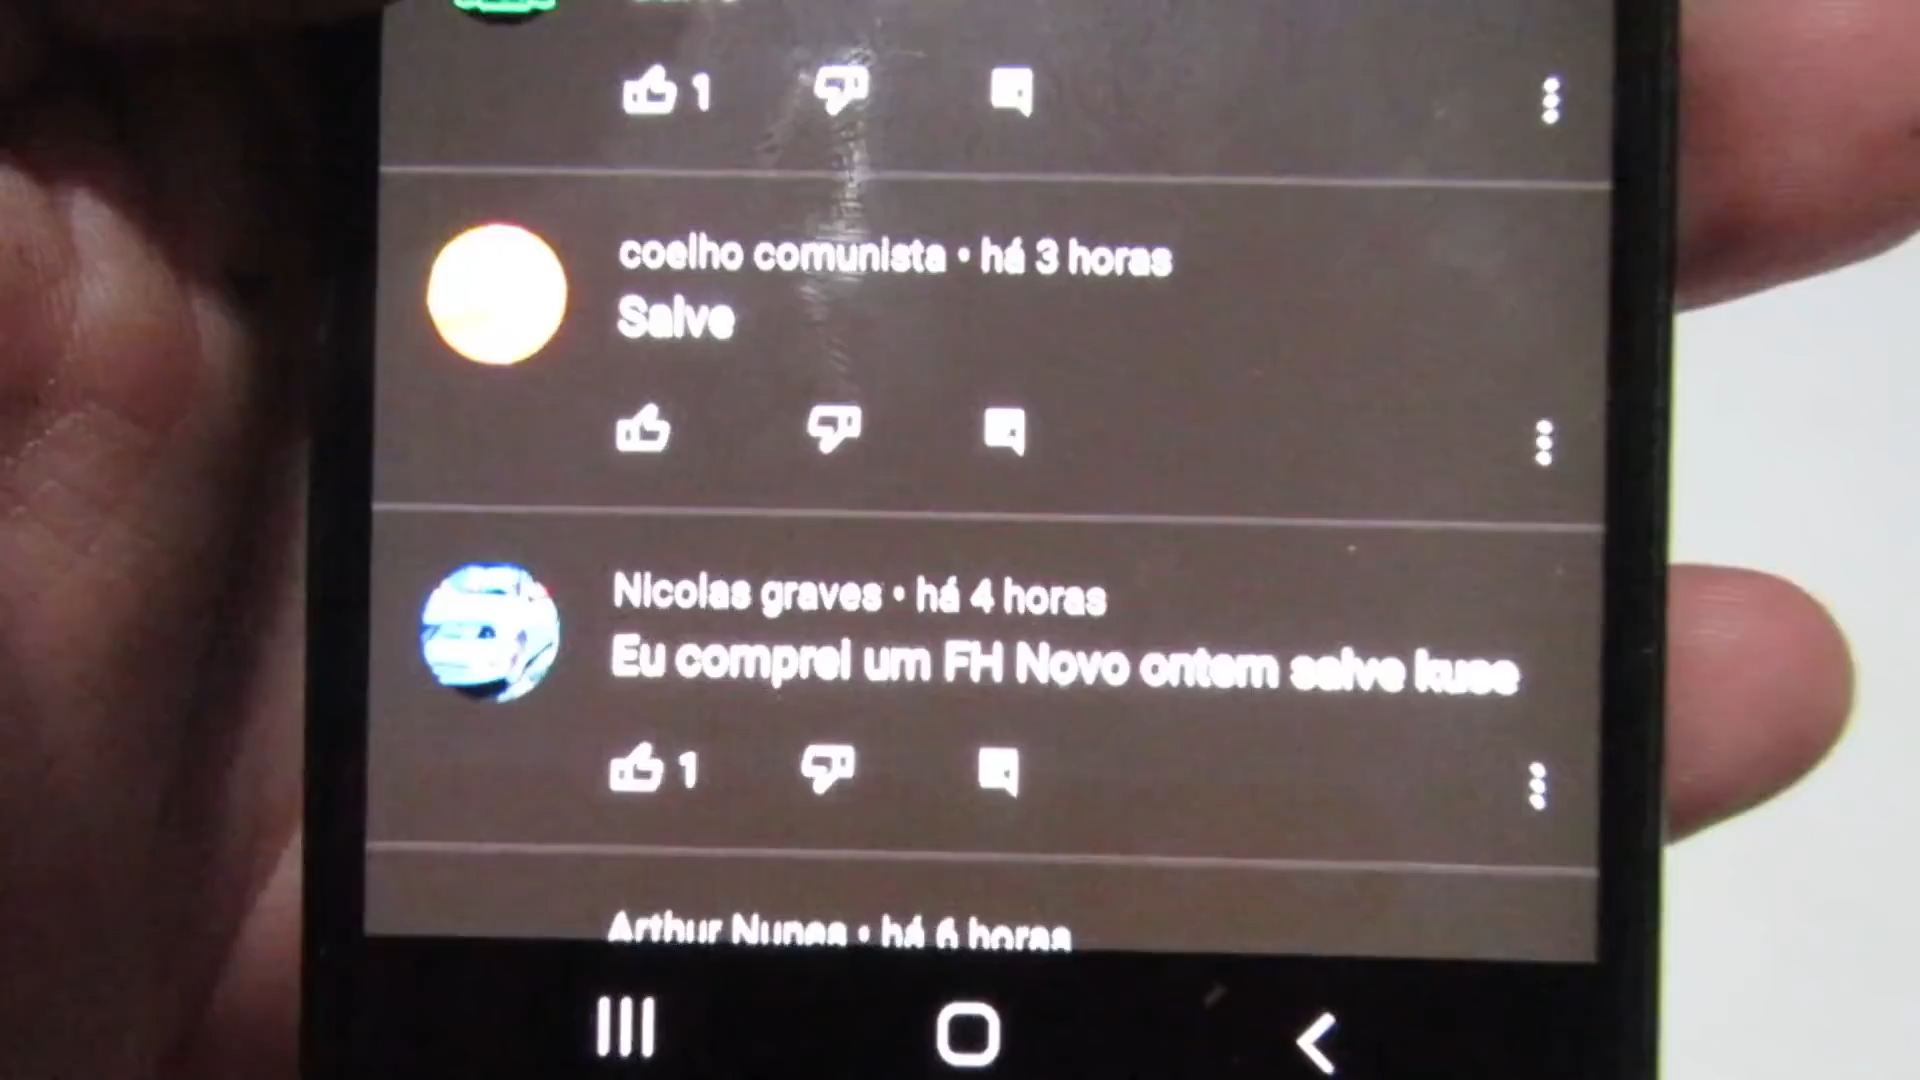 1
coelho comunista • há 3 horas
Salve
Nicolas graves • há 4 horas
Eu comprei um FH Novo ontem salve kuse
1
Arthur Nunes • há 6 horas